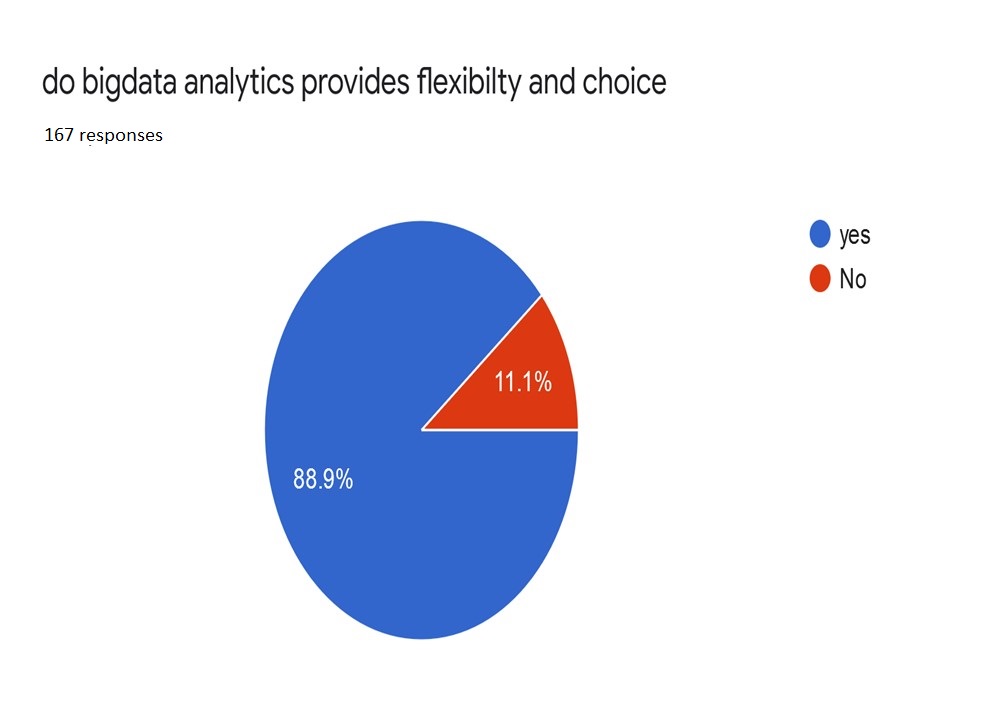 do bigdata analytics provides flexibilty and choice
167 responses
yes
No
11.1%
88.9%